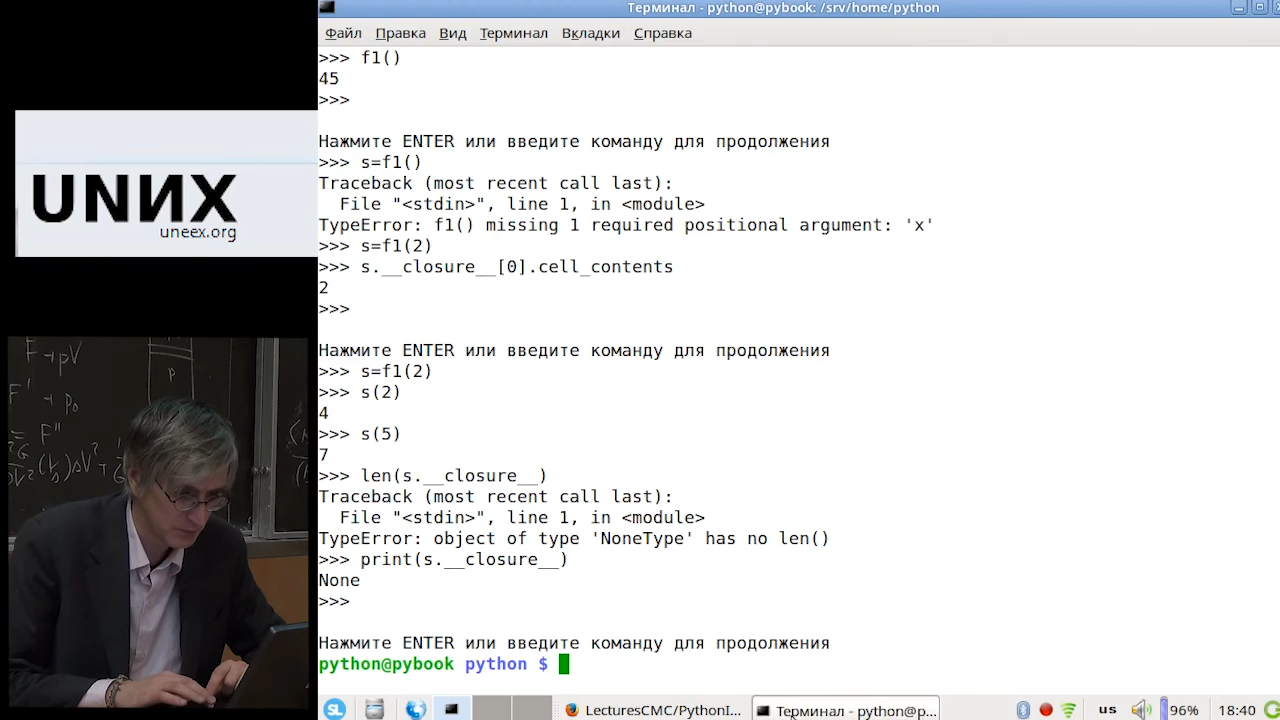 Терминал - python@pybook: /srv/home/python
Файл Правка Вид Терминал Вкладки Справка
>>> f1()
45
>>>
Нажмите ENTER или введите команду для продолжения
>>> s=f1()
Traceback (most recent call last):
File "<stdin>", line 1, in <module>
TypeError: f1() missing 1 required positional argument: 'x'
>>> s=f1(2)
>>> s.__closure__[0].cell_contents
2
>>>
Нажмите ENTER или введите команду для продолжения
>>> s=f1(2)
>>> s(2)
4
>>> s(5)
7
>>> len(s.__closure__)
Traceback (most recent call last):
File "<stdin>", line 1, in <module>
TypeError: object of type 'NoneType' has no len()
>>> print(s.__closure__)
None
>>>
Нажмите ENTER или введите команду для продолжения
python@pybook python $
SL
LecturesCMC/PythonI...
Терминал - python@p...
us
96%
18:40
UNИX
uneex.org
F → pV
P
F' → p₀
= F"